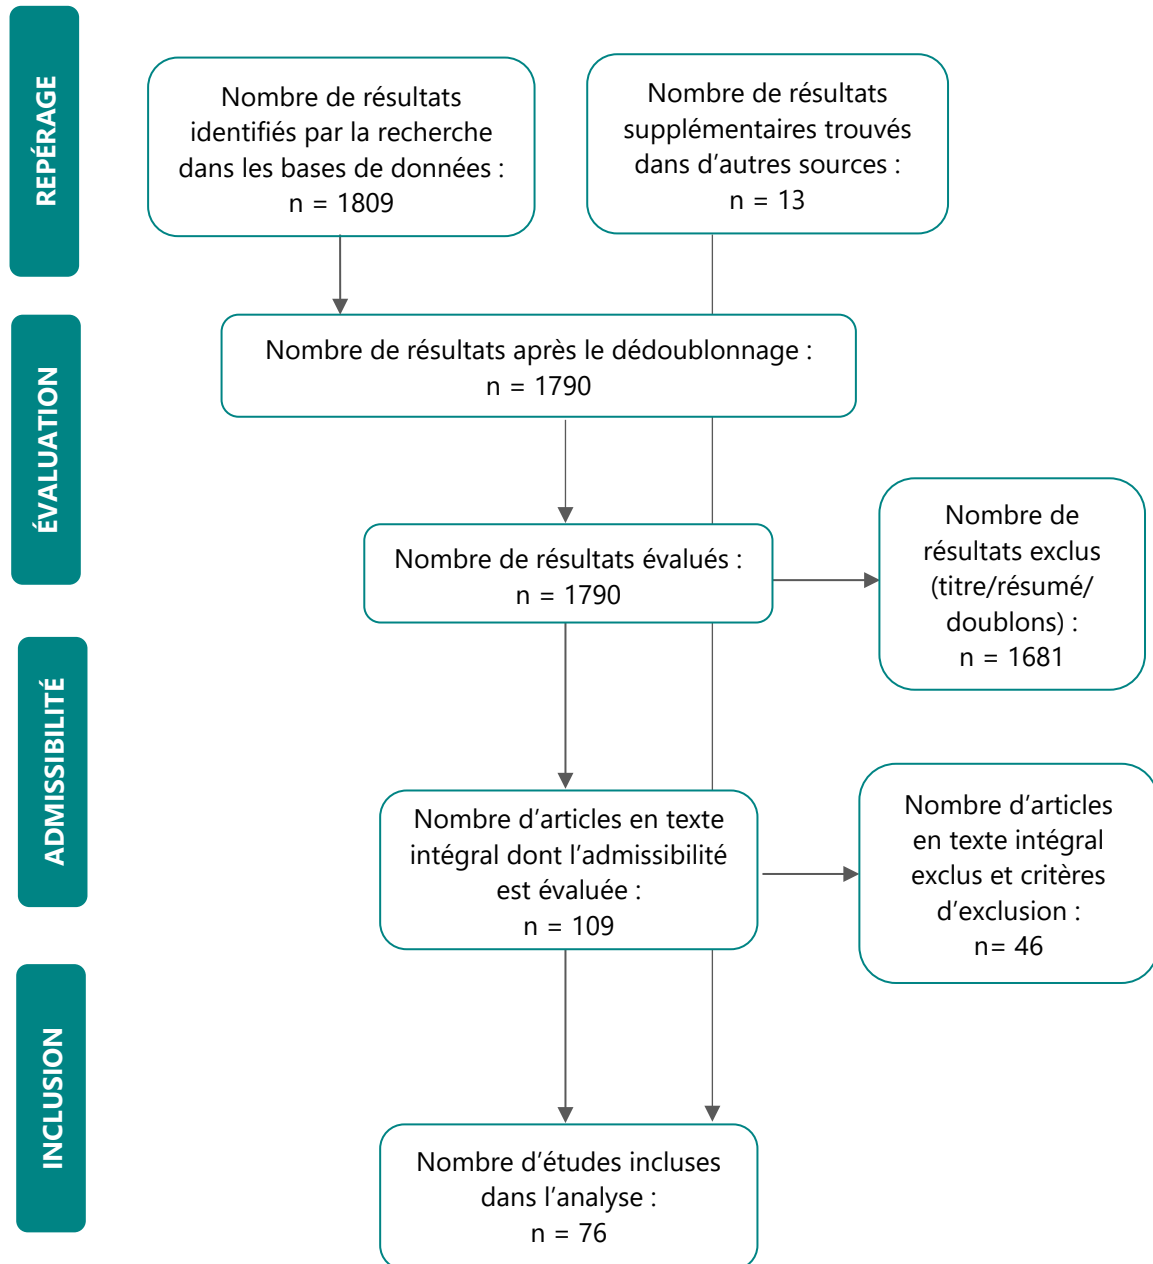 REPÉRAGE
Nombre de résultats
identifiés par la recherche
dans les bases de données :
n = 1809
Nombre de résultats
supplémentaires trouvés
dans d’autres sources :
n = 13
ÉVALUATION
Nombre de résultats après le dédoublonnage :
n = 1790
Nombre de résultats évalués :
n = 1790
Nombre de
résultats exclus
(titre/résumé/
doublons) :
n = 1681
ADMISSIBILITÉ
Nombre d’articles en texte
intégral dont l’admissibilité
est évaluée :
n = 109
Nombre d’articles
en texte intégral
exclus et critères
d’exclusion :
n= 46
INCLUSION
Nombre d’études incluses
dans l’analyse :
n = 76